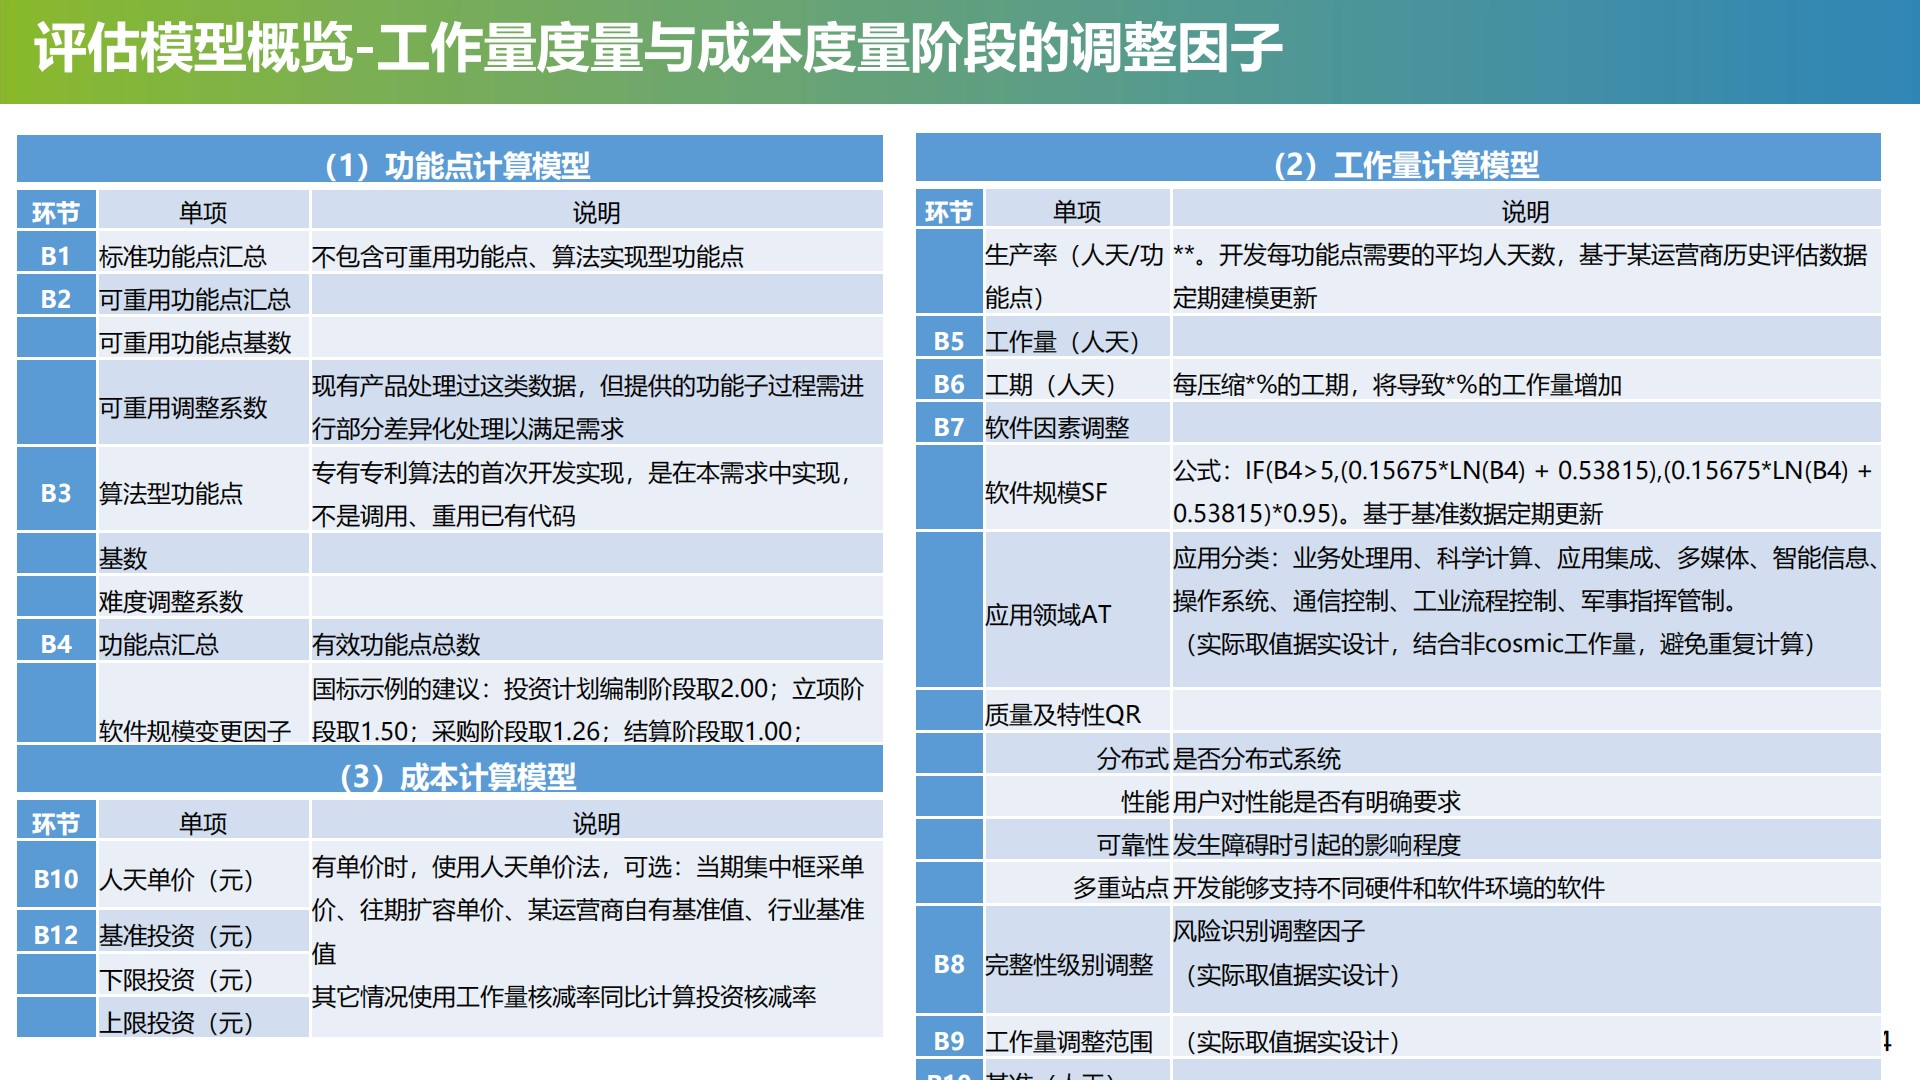 评估模型概览-工作量度量与成本度量阶段的调整因子
（1）功能点计算模型
环节 单项 说明
B1 标准功能点汇总 不包含可重用功能点、算法实现型功能点
B2 可重用功能点汇总
可重用功能点基数
可重用调整系数 现有产品处理过这类数据，但提供的功能子过程需进
行部分差异化处理以满足需求
B3 算法型功能点 专有专利算法的首次开发实现，是在本需求中实现，
不是调用、重用已有代码
基数
难度调整系数
B4 功能点汇总 有效功能点总数
软件规模变更因子 国标示例的建议：投资计划编制阶段取2.00；立项阶
段取1.50；采购阶段取1.26；结算阶段取1.00；
（3）成本计算模型
环节 单项 说明
B10 人天单价（元） 有单价时，使用人天单价法，可选：当期集中框采单
价、往期扩容单价、某运营商自有基准值、行业基准
值
其它情况使用工作量核减率同比计算投资核减率
B12 基准投资（元）
下限投资（元）
上限投资（元）
（2）工作量计算模型
环节 单项 说明
生产率（人天/功
能点） **。开发每功能点需要的平均人天数，基于某运营商历史评估数据
定期建模更新
B5 工作量（人天）
B6 工期（人天） 每压缩*%的工期，将导致*%的工作量增加
B7 软件因素调整
软件规模SF 公式：IF(B4>5,(0.15675*LN(B4) + 0.53815),(0.15675*LN(B4) +
0.53815)*0.95)。基于基准数据定期更新
应用领域AT 应用分类：业务处理用、科学计算、应用集成、多媒体、智能信息、
操作系统、通信控制、工业流程控制、军事指挥管制。
（实际取值据实设计，结合非cosmic工作量，避免重复计算）
质量及特性QR
分布式 是否分布式系统
性能 用户对性能是否有明确要求
可靠性 发生障碍时引起的影响程度
多重站点 开发能够支持不同硬件和软件环境的软件
B8 完整性级别调整 风险识别调整因子
（实际取值据实设计）
B9 工作量调整范围 （实际取值据实设计）
4